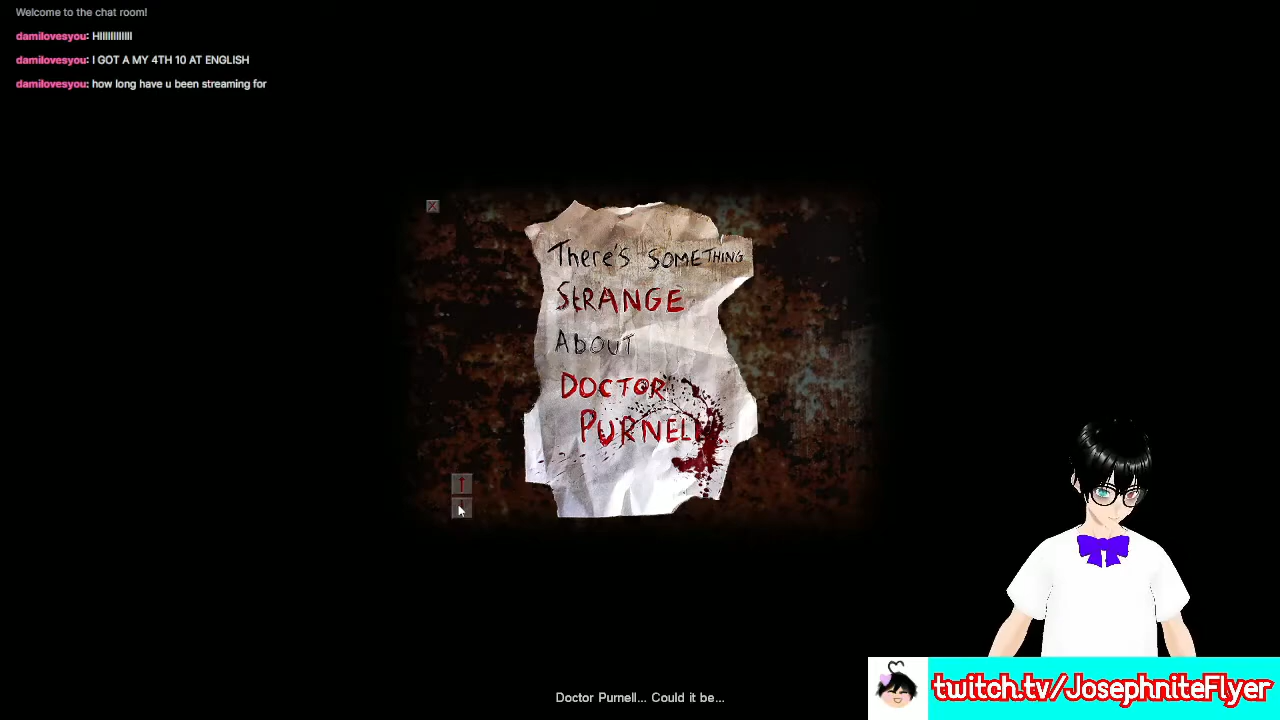 Welcome to the chat room!
damilovesyou: HIIIIIIIIIIII
damilovesyou: I GOT A MY 4TH 10 AT ENGLISH
damilovesyou: how long have u been streaming for
X
There's SOMETHING
STRANGE
ABOUT
DOCTOR
PURNELL
Doctor Purnell... Could it be...
twitch.tv/JosephniteFlyer